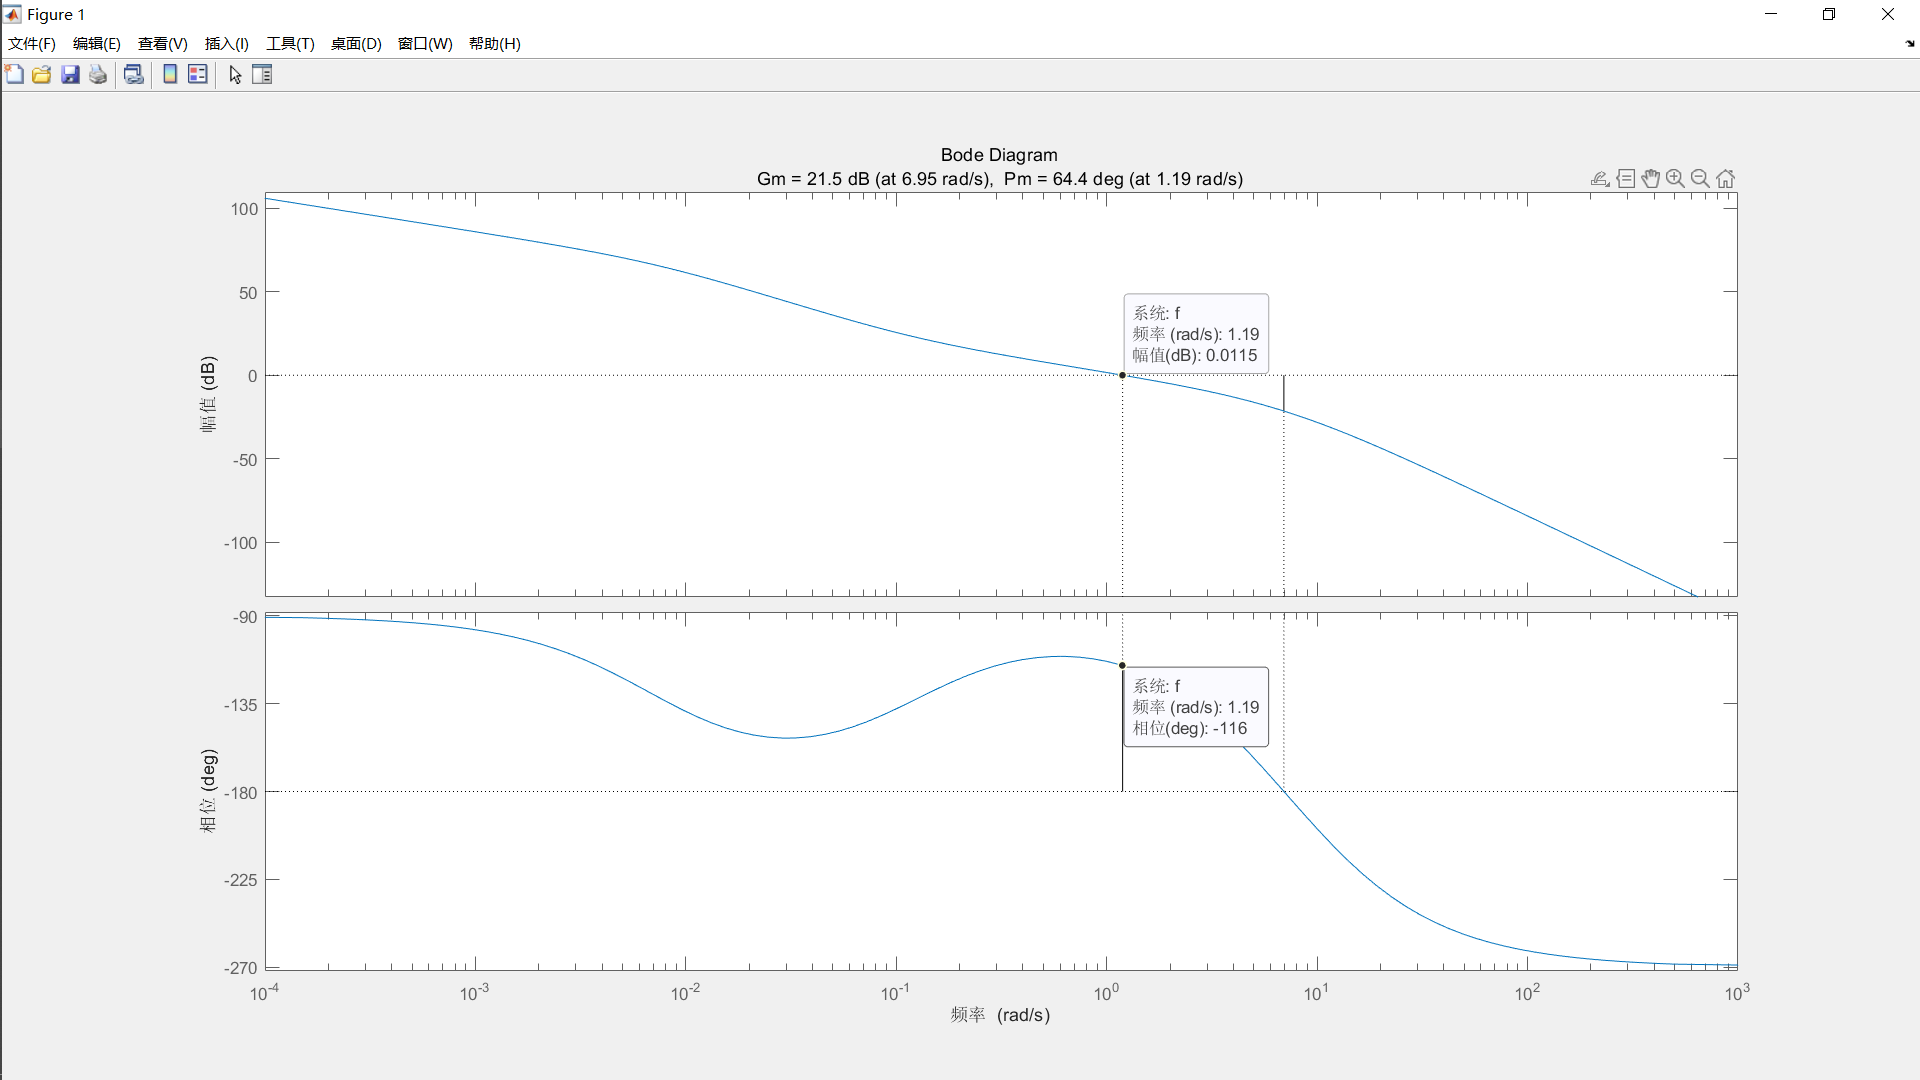 Figure 1
文件(F) 编辑(E) 查看(V) 插入(I) 工具(T) 桌面(D) 窗口(W) 帮助(H)
Bode Diagram
Gm = 21.5 dB (at 6.95 rad/s), Pm = 64.4 deg (at 1.19 rad/s)
幅值 (dB)
100
50
0
-50
-100
系统: f
频率 (rad/s): 1.19
幅值(dB): 0.0115
相位 (deg)
-90
-135
-180
-225
-270
系统: f
频率 (rad/s): 1.19
相位(deg): -116
10⁻⁴ 10⁻³ 10⁻² 10⁻¹ 10⁰ 10¹ 10² 10³
频率 (rad/s)